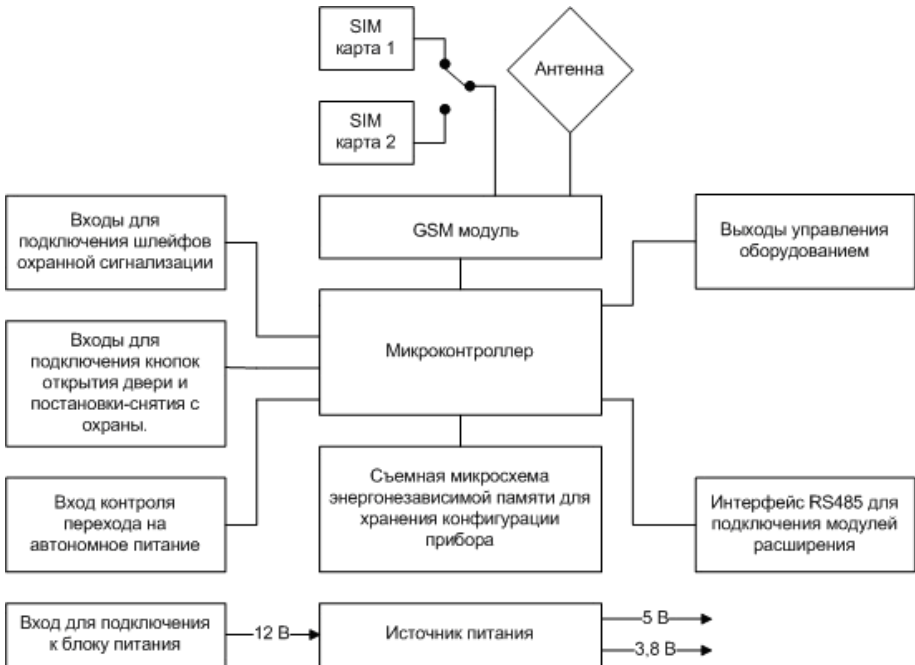 SIM
карта 1
Антенна
SIM
карта 2
Входы для
подключения шлейфов
охранной сигнализации
GSM модуль
Выходы управления
оборудованием
Входы для
подключения кнопок
открытия двери и
постановки-снятия с
охраны.
Микроконтроллер
Вход контроля
перехода на
автономное питание
Съемная микросхема
энергонезависимой памяти для
хранения конфигурации
прибора
Интерфейс RS485 для
подключения модулей
расширения
Вход для подключения
к блоку питания
12 В
Источник питания
5 В
3,8 В